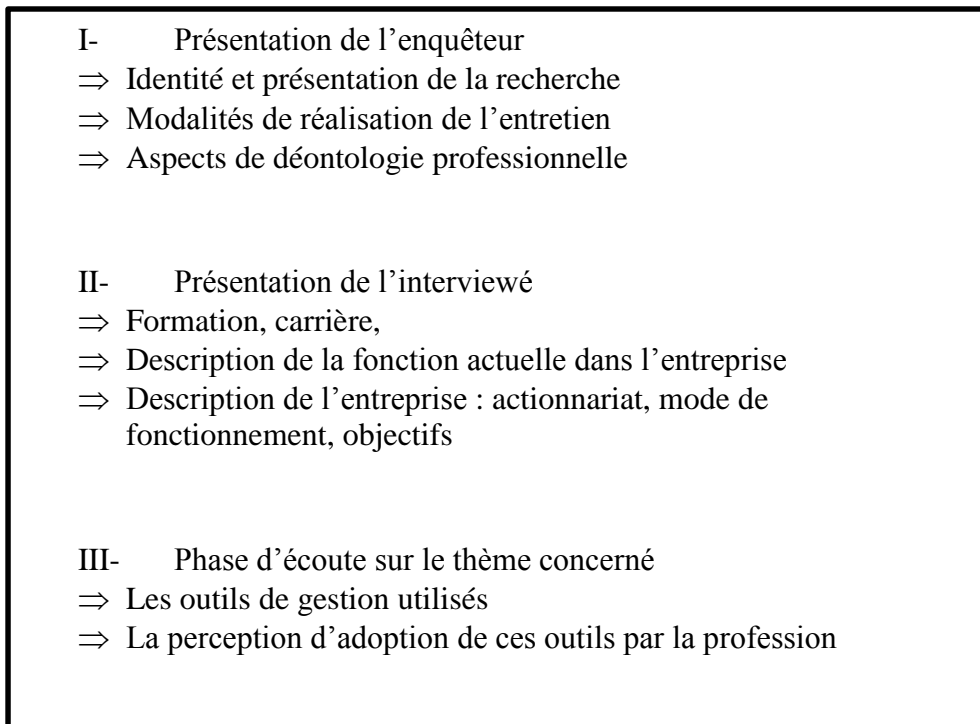 I- Présentation de l’enquêteur
⇒ Identité et présentation de la recherche
⇒ Modalités de réalisation de l’entretien
⇒ Aspects de déontologie professionnelle
II- Présentation de l’interviewé
⇒ Formation, carrière,
⇒ Description de la fonction actuelle dans l’entreprise
⇒ Description de l’entreprise : actionnariat, mode de
fonctionnement, objectifs
III- Phase d’écoute sur le thème concerné
⇒ Les outils de gestion utilisés
⇒ La perception d’adoption de ces outils par la profession